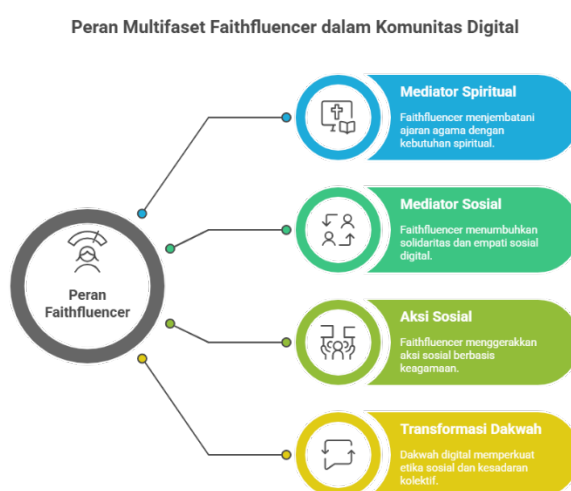 Peran Multifaset Faithfluencer dalam Komunitas Digital
Peran
Faithfluencer
Mediator Spiritual
Faithfluencer menjembatani
ajaran agama dengan
kebutuhan spiritual.
Mediator Sosial
Faithfluencer menumbuhkan
solidaritas dan empati sosial
digital.
Aksi Sosial
Faithfluencer menggerakkan
aksi sosial berbasis
keagamaan.
Transformasi Dakwah
Dakwah digital memperkuat
etika sosial dan kesadaran
kolektif.